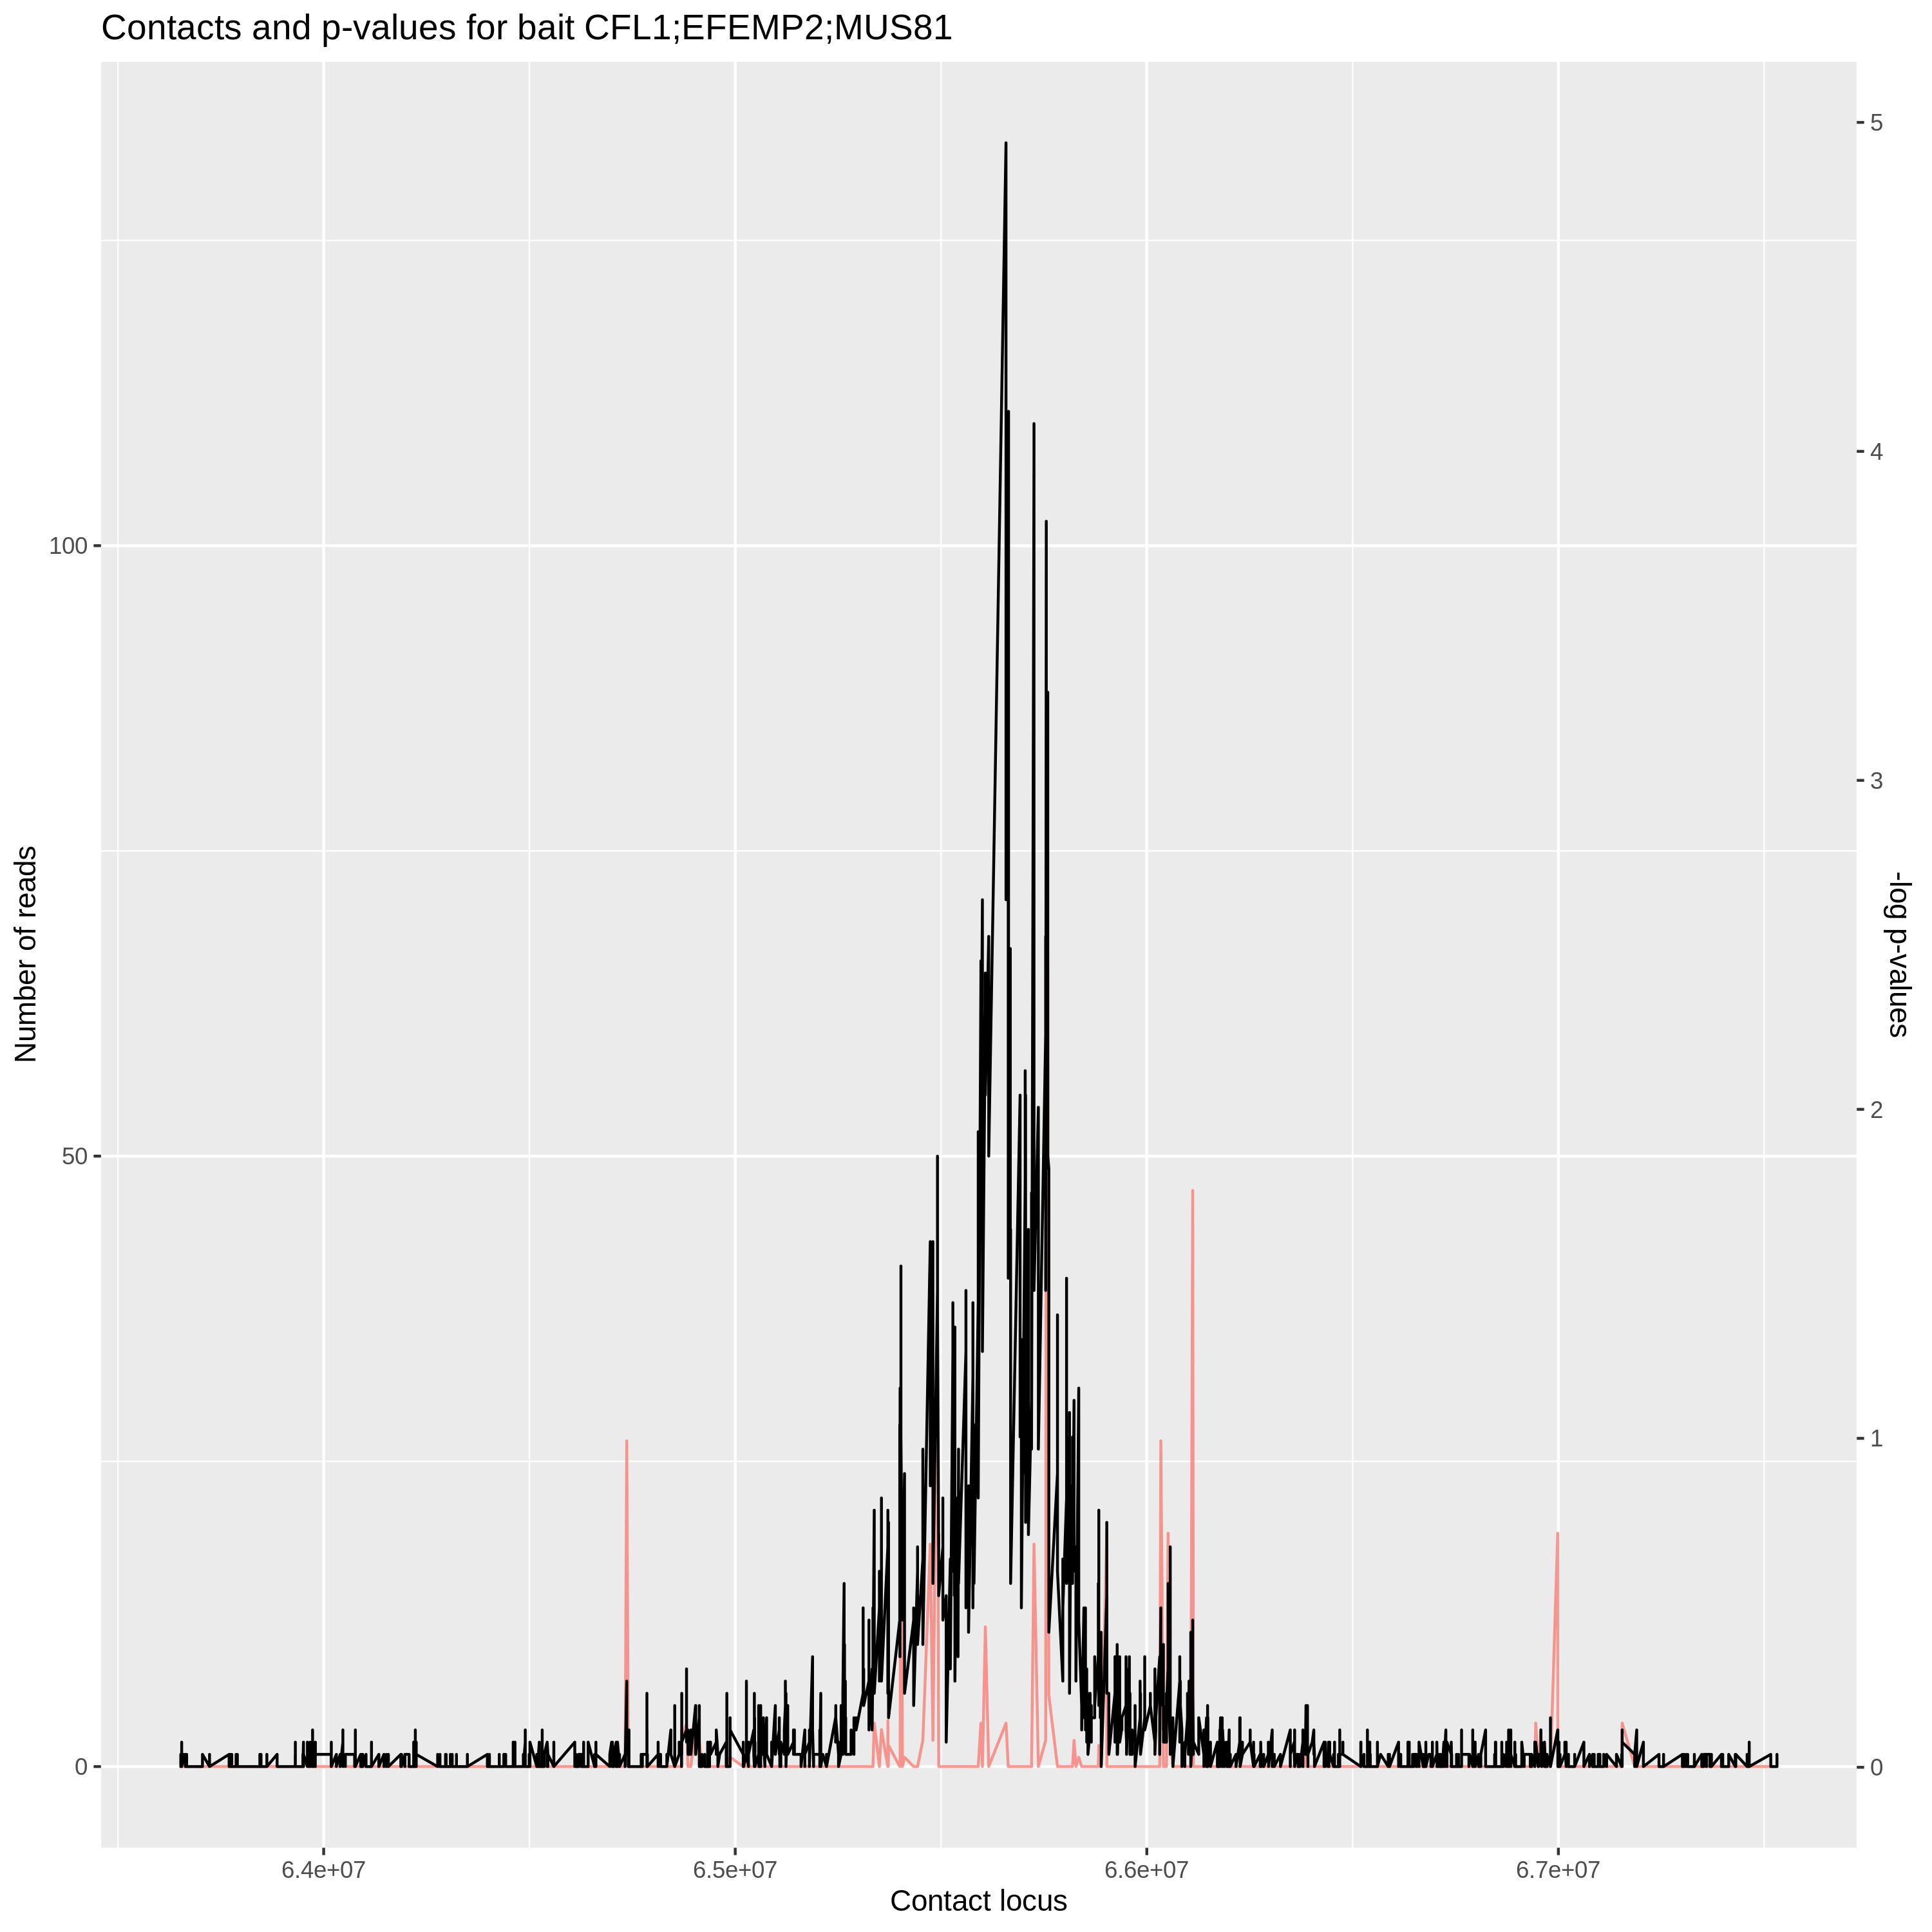 Contacts and p-values for bait CFL1;EFEMP2;MUS81
Number of reads
100
50
0
5
4
3
2
1
0
-log p-values
6.4e+07
6.5e+07
6.6e+07
6.7e+07
Contact locus